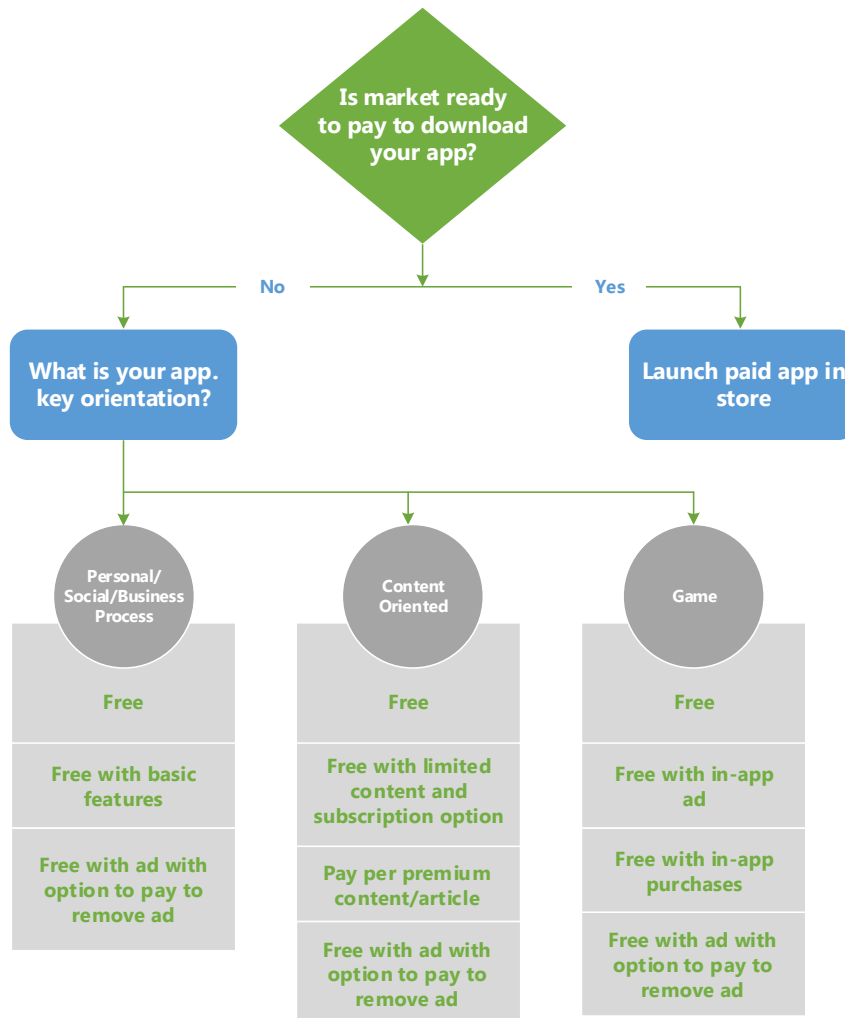 Is market ready
to pay to download
your app?
No
Yes
What is your app.
key orientation?
Launch paid app in
store
Personal/
Social/Business
Process
Content
Oriented
Game
Free
Free with basic
features
Free with ad with
option to pay to
remove ad
Free
Free with limited
content and
subscription option
Pay per premium
content/article
Free with ad with
option to pay to
remove ad
Free
Free with in-app
ad
Free with in-app
purchases
Free with ad with
option to pay to
remove ad